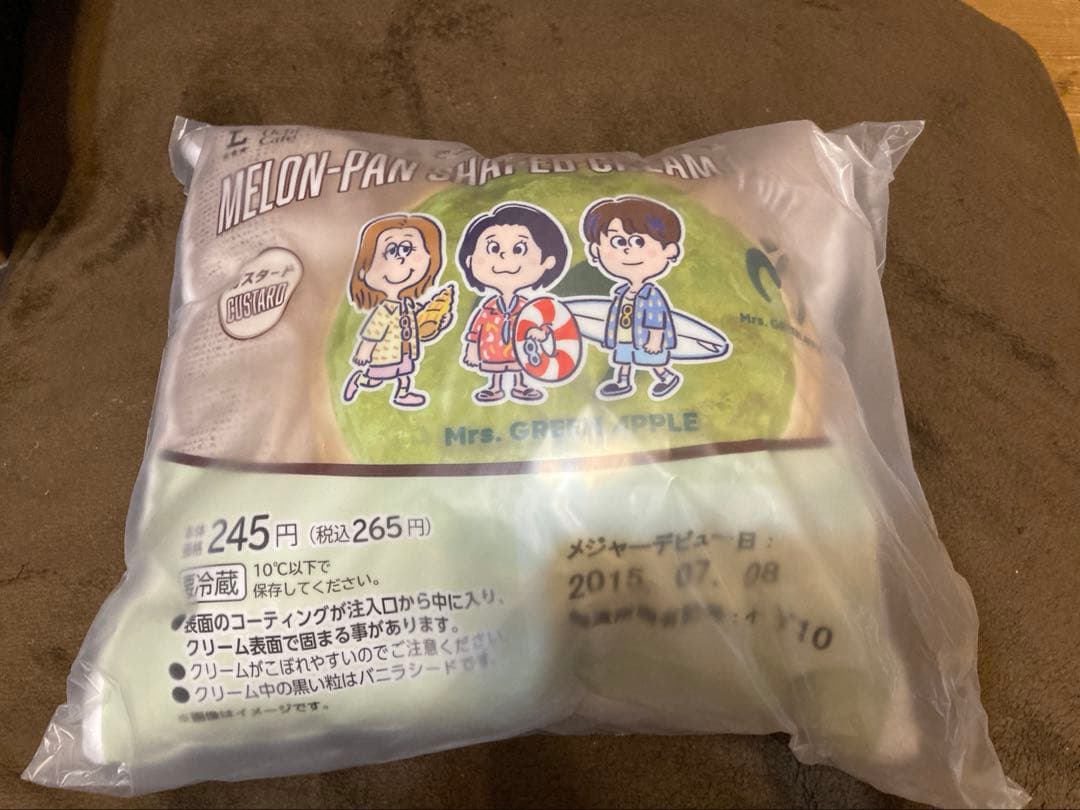 L Uchi
Café
MELON-PAN SHAPED CREAM
カスタード
CUSTARD
Mrs. GREEN APPLE
本体
価格 245円 (税込265円)
要冷蔵 10℃以下で
保存してください。
●表面のコーティングが注入口から中に入り、
クリーム表面で固まる事があります。
●クリームがこぼれやすいのでご注意ください
●クリーム中の黒い粒はバニラシードです。
※画像はイメージです。
メジャーデビュー日:
2015 07. 08
¥10